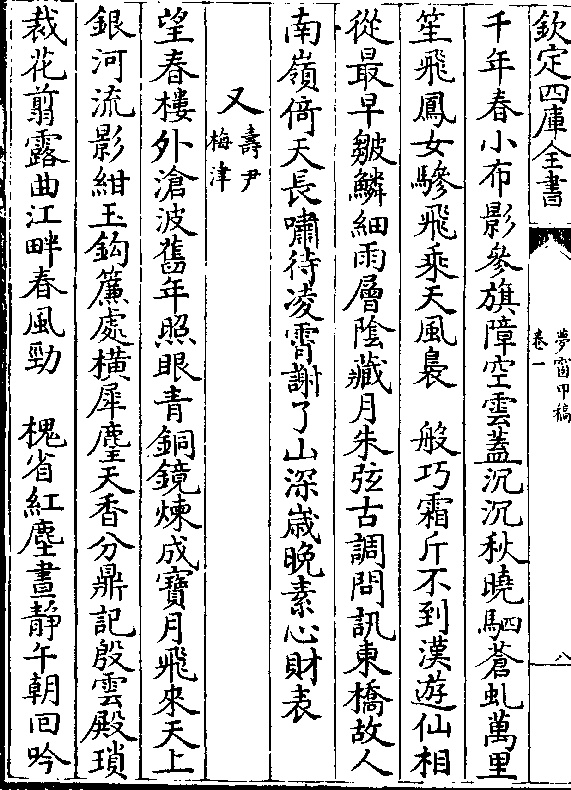 欽定四庫全書
夢窗甲稿
卷一
八
千年春小布影參旗障空雲蓋沉沉秋曉駟蒼虬萬里
笙飛鳳女驂飛乘天風裊　般巧霜斤不到漢遊仙相
從最早皴鱗細雨層陰藏月朱弦古調問訊東橋故人
南嶺倚天長嘯待凌霄謝了山深歲晚素心財表
又壽尹梅津
望春樓外滄波舊年照眼青銅鏡煉成寶月飛來天上
銀河流影紺玉鈎簾處橫犀麈天香分鼎記殷雲殿瑣
裁花翦露曲江畔春風勁　槐省紅塵晝静午朝回吟